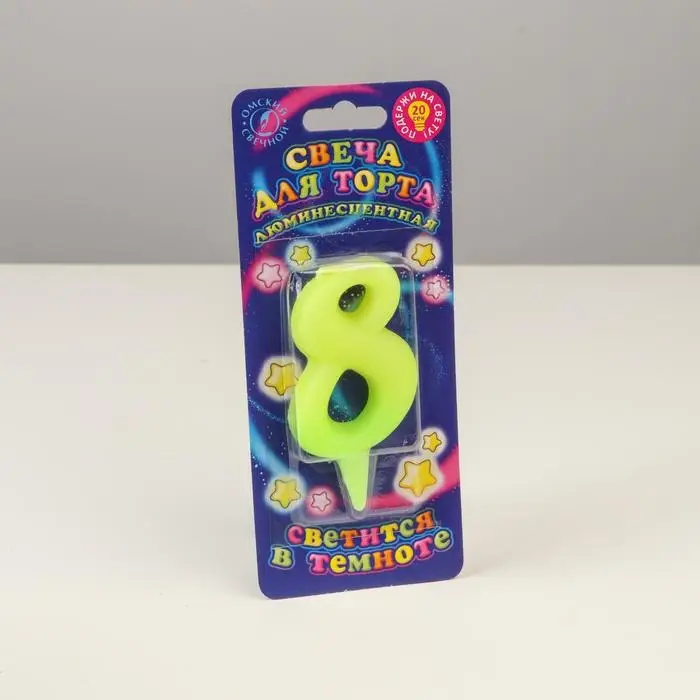 ОМСКИЙ
СВЕЧНОЙ
ПОДЕРЖИ НА СВЕТУ!
20
сек
СВЕЧА
ДЛЯ ТОРТА
ЛЮМИНЕСЦЕНТНАЯ
8
светится
в темноте